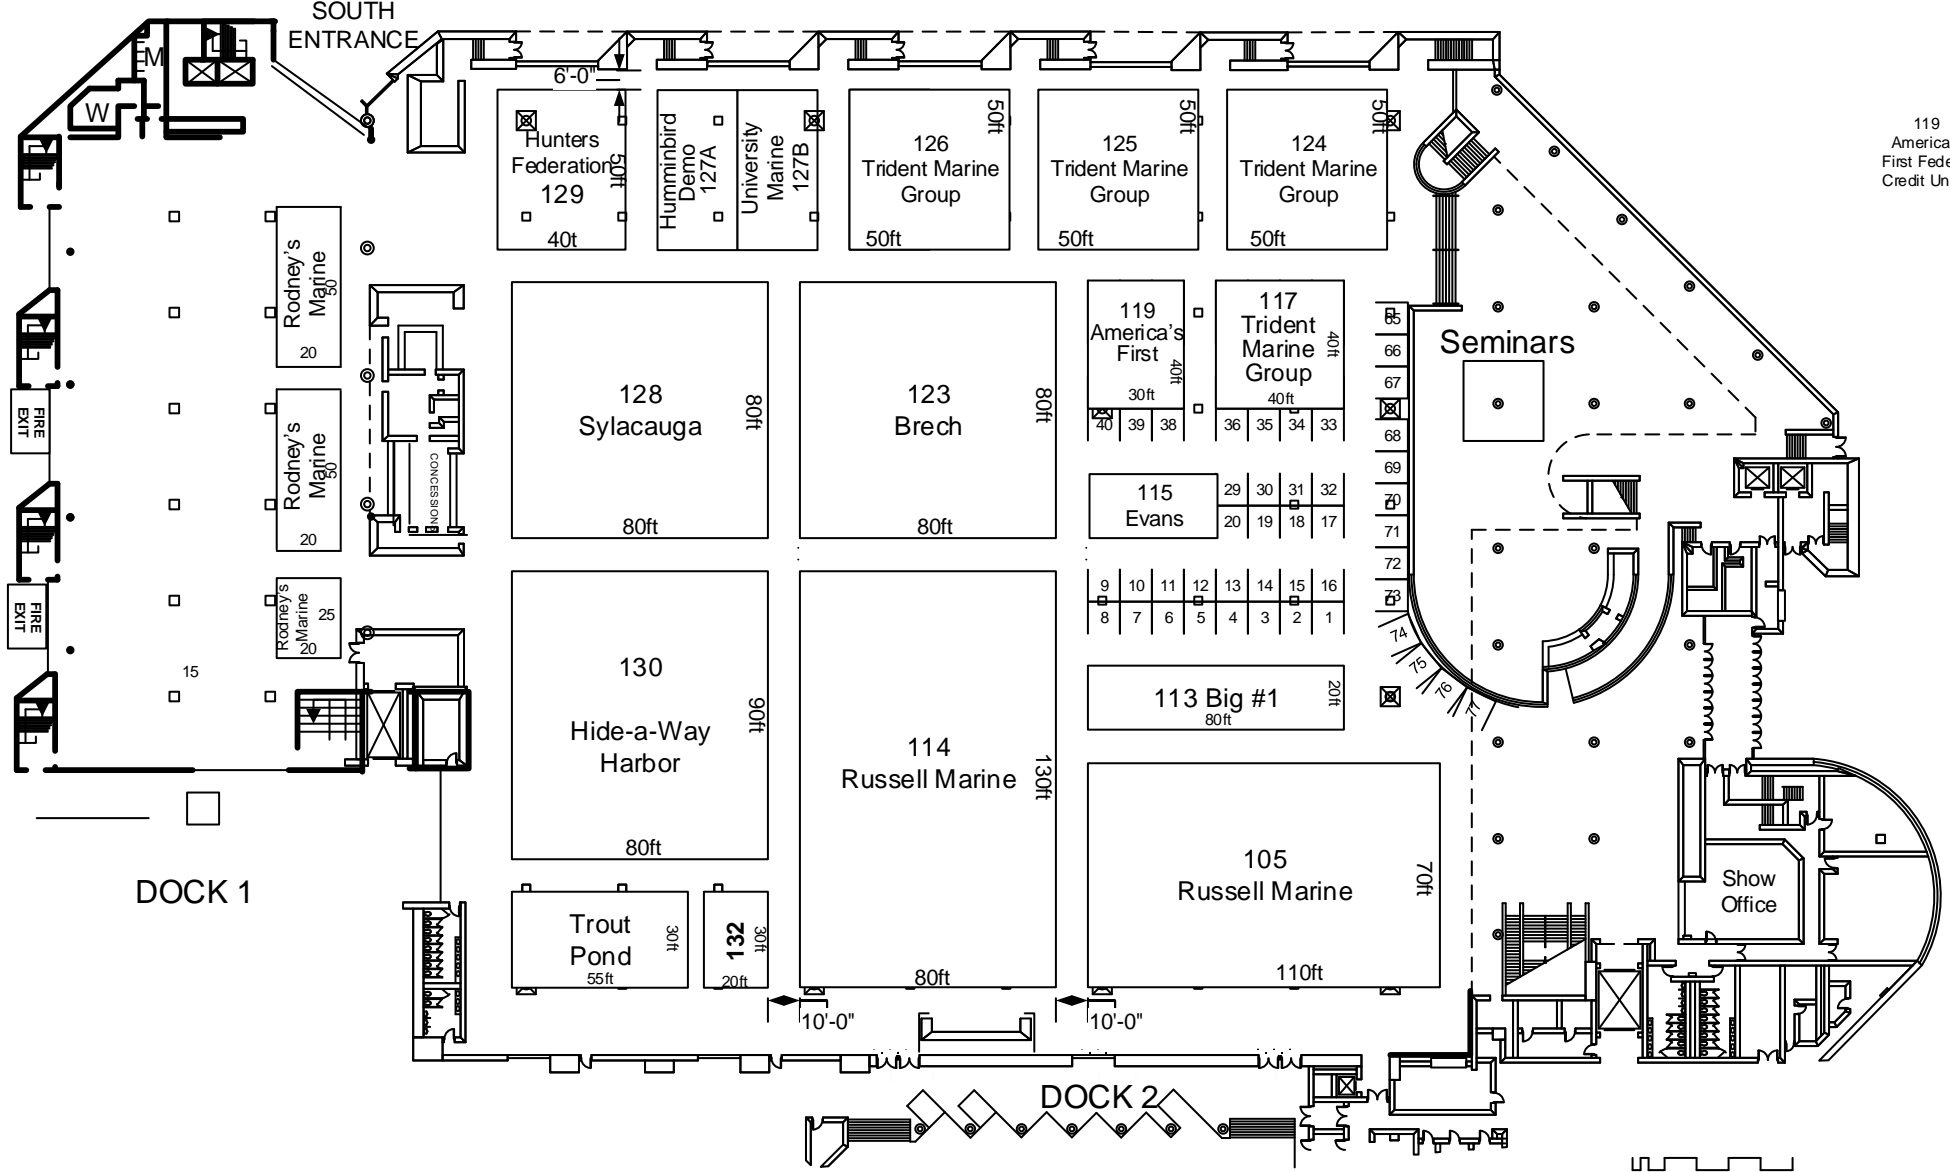 SOUTH
ENTRANCE
M
W
6'-0"
Hunters
Federation
129
50ft
40t
Humminbird
Demo
127A
University
Marine
127B
126
Trident Marine
Group
50ft
50ft
125
Trident Marine
Group
50ft
50ft
124
Trident Marine
Group
50ft
50ft
119
America
First Fede
Credit Un
Rodney's
Marine
50
20
Rodney's
Marine
50
20
Rodney's
Marine
25
20
15
FIRE
EXIT
FIRE
EXIT
CONCESSIONS
128
Sylacauga
80ft
80ft
123
Brech
80ft
80ft
119
America's
First
40ft
30ft
117
Trident
Marine
Group
40ft
40ft
40 39 38 36 35 34 33
115
Evans
29 30 31 32
20 19 18 17
9 10 11 12 13 14 15 16
8 7 6 5 4 3 2 1
65
66
67
68
69
70
71
72
73
74
75
76
77
Seminars
130
Hide-a-Way
Harbor
90ft
80ft
114
Russell Marine
130ft
80ft
113 Big #1
80ft
20ft
105
Russell Marine
70ft
110ft
Trout
Pond
30ft
55ft
132
30ft
20ft
10'-0"
10'-0"
Show
Office
DOCK 1
DOCK 2